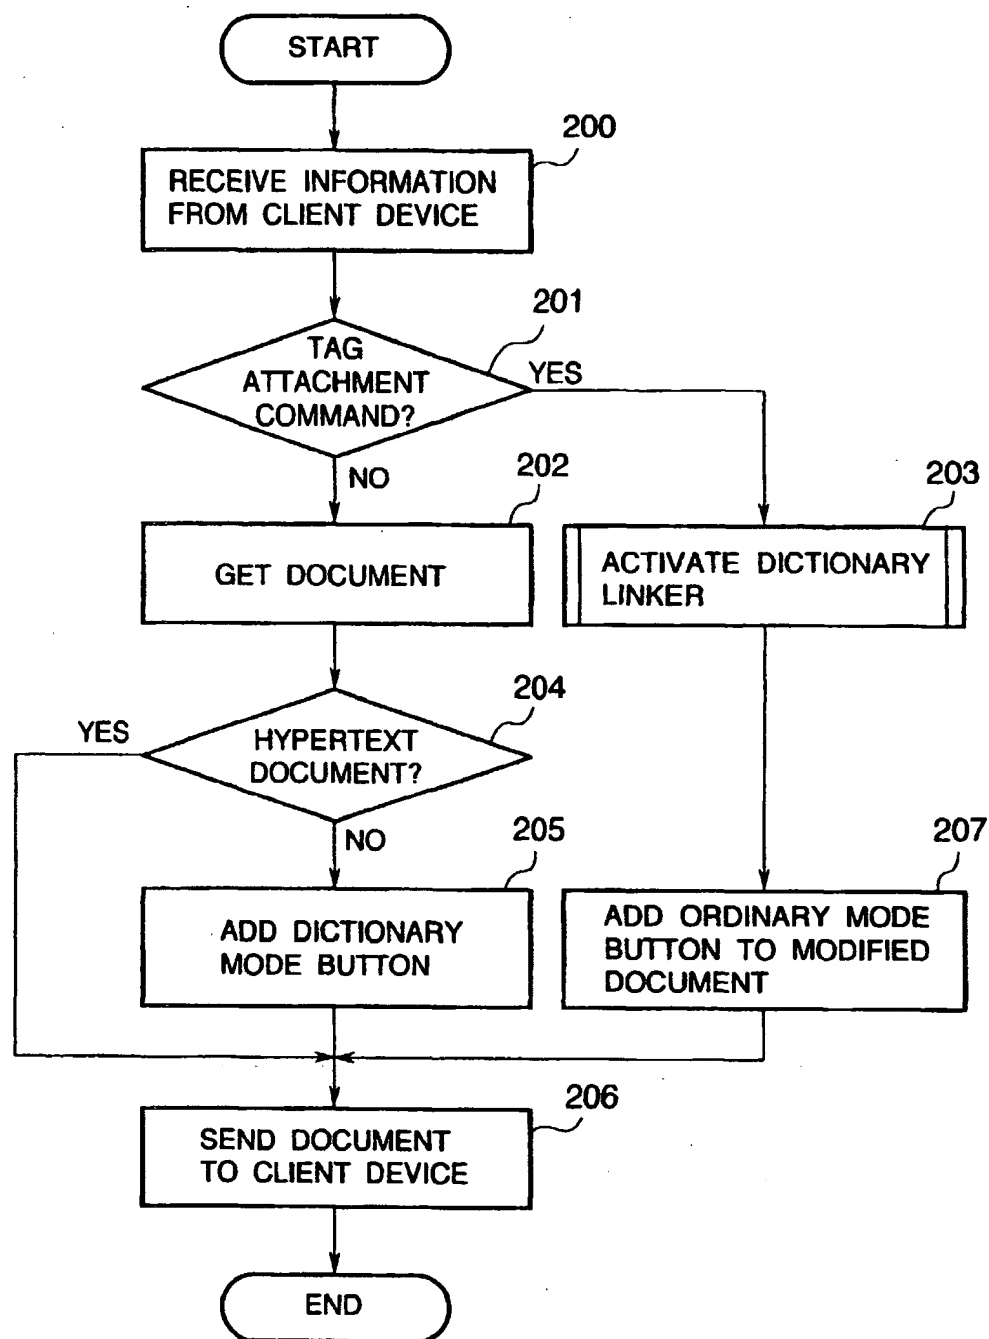 START
200
RECEIVE INFORMATION
FROM CLIENT DEVICE
201
TAG
ATTACHMENT
COMMAND?
YES
NO
202
203
GET DOCUMENT
ACTIVATE DICTIONARY
LINKER
204
YES
HYPERTEXT
DOCUMENT?
NO
205
207
ADD DICTIONARY
MODE BUTTON
ADD ORDINARY MODE
BUTTON TO MODIFIED
DOCUMENT
206
SEND DOCUMENT
TO CLIENT DEVICE
END